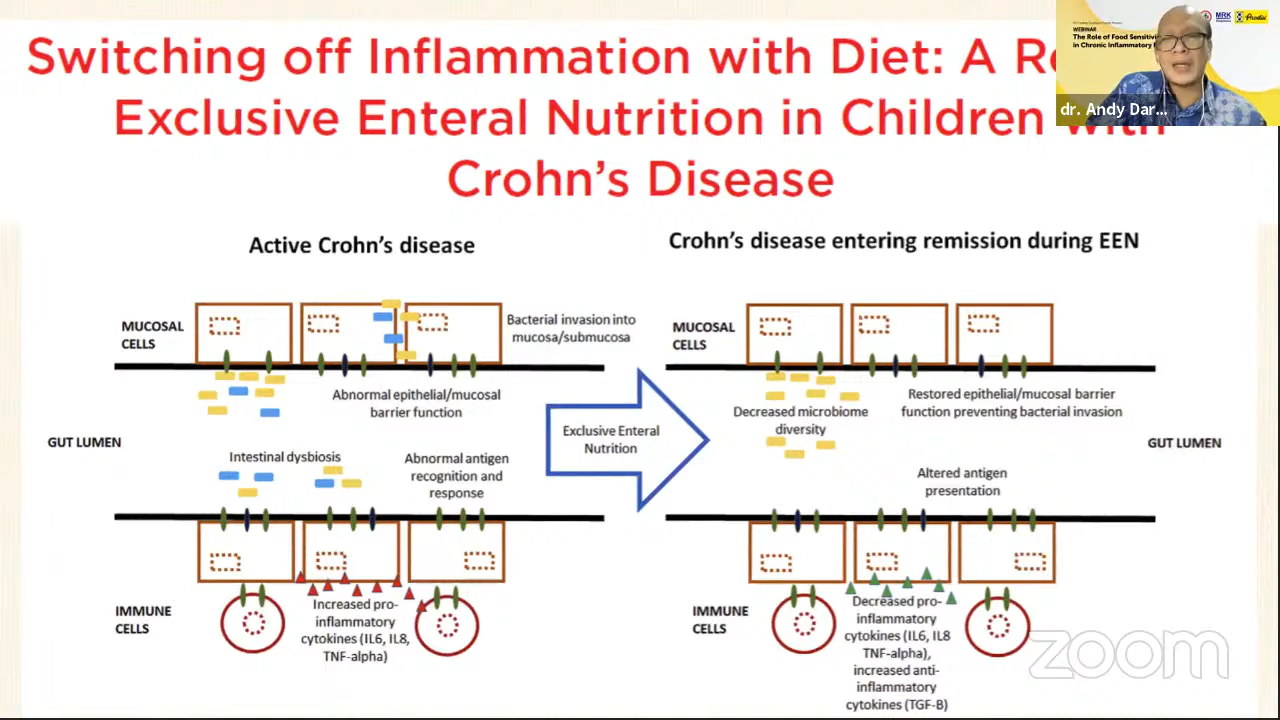 Switching off Inflammation with Diet: A
Exclusive Enteral Nutrition in Children with
Crohn's Disease
MRK
Prodia
WEBINAR
The Role of Food Sensitivi
in Chronic Inflammatory
dr. Andy Dar...
Active Crohn's disease
MUCOSAL
CELLS
Bacterial invasion into
mucosa/submucosa
Abnormal epithelial/mucosal
barrier function
GUT LUMEN
Intestinal dysbiosis
Abnormal antigen
recognition and
response
IMMUNE
CELLS
Increased pro-
inflammatory
cytokines (IL6, IL8,
TNF-alpha)
Exclusive Enteral
Nutrition
Crohn's disease entering remission during EEN
MUCOSAL
CELLS
Decreased microbiome
diversity
Restored epithelial/mucosal barrier
function preventing bacterial invasion
GUT LUMEN
Altered antigen
presentation
IMMUNE
CELLS
Decreased pro-
inflammatory
cytokines (IL6, IL8
TNF-alpha),
increased anti-
inflammatory
cytokines (TGF-B)
zoom